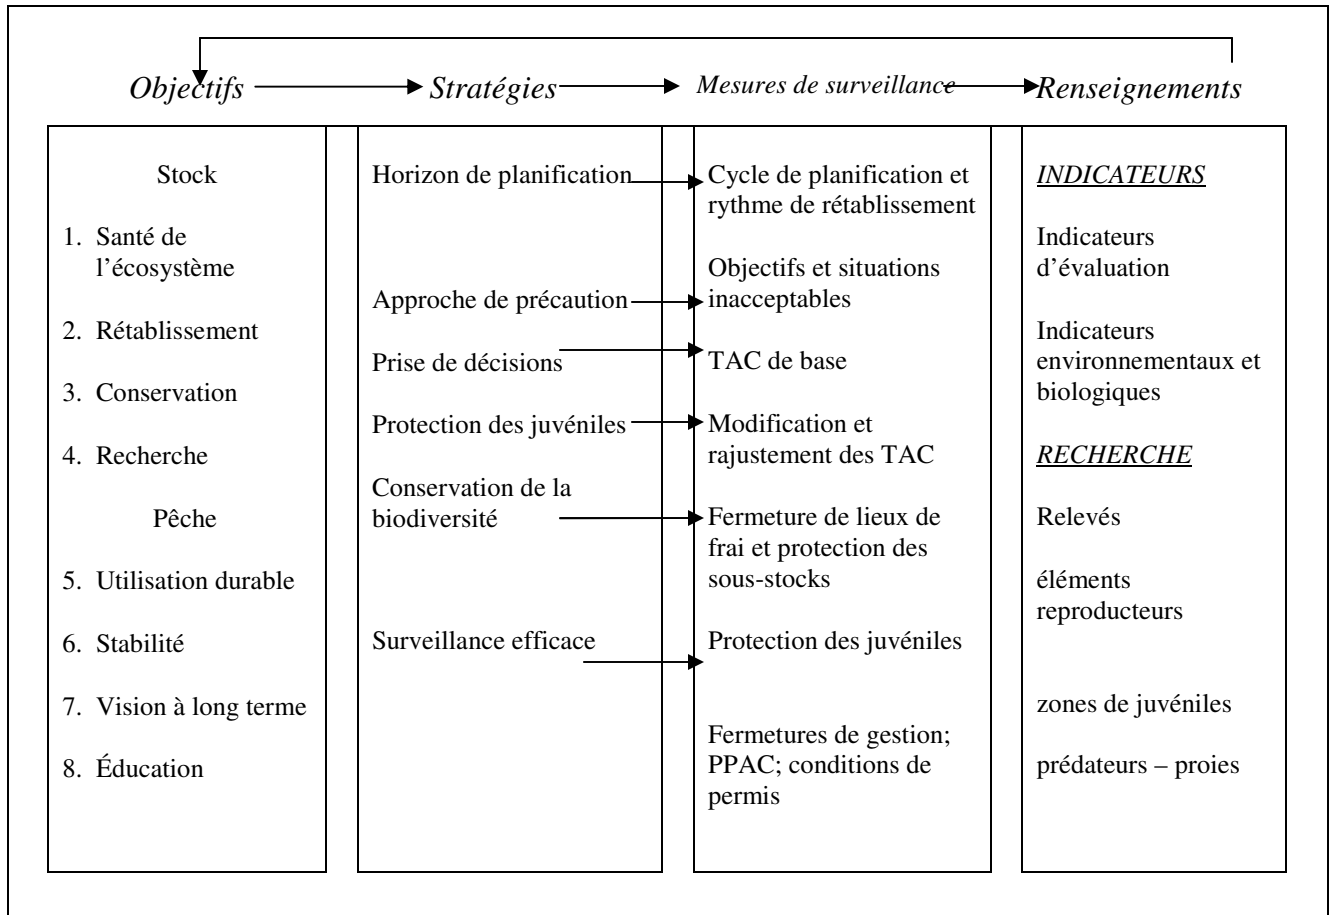 Objectifs
Stratégies
Mesures de surveillance
Renseignements
Stock
1. Santé de
l’écosystème
2. Rétablissement
3. Conservation
4. Recherche
Pêche
5. Utilisation durable
6. Stabilité
7. Vision à long terme
8. Éducation
Horizon de planification
Approche de précaution
Prise de décisions
Protection des juvéniles
Conservation de la
biodiversité
Surveillance efficace
Cycle de planification et
rythme de rétablissement
Objectifs et situations
inacceptables
TAC de base
Modification et
rajustement des TAC
Fermeture de lieux de
frai et protection des
sous-stocks
Protection des juvéniles
Fermetures de gestion;
PPAC; conditions de
permis
INDICATEURS
Indicateurs
d’évaluation
Indicateurs
environnementaux et
biologiques
RECHERCHE
Relevés
éléments
reproducteurs
zones de juvéniles
prédateurs – proies